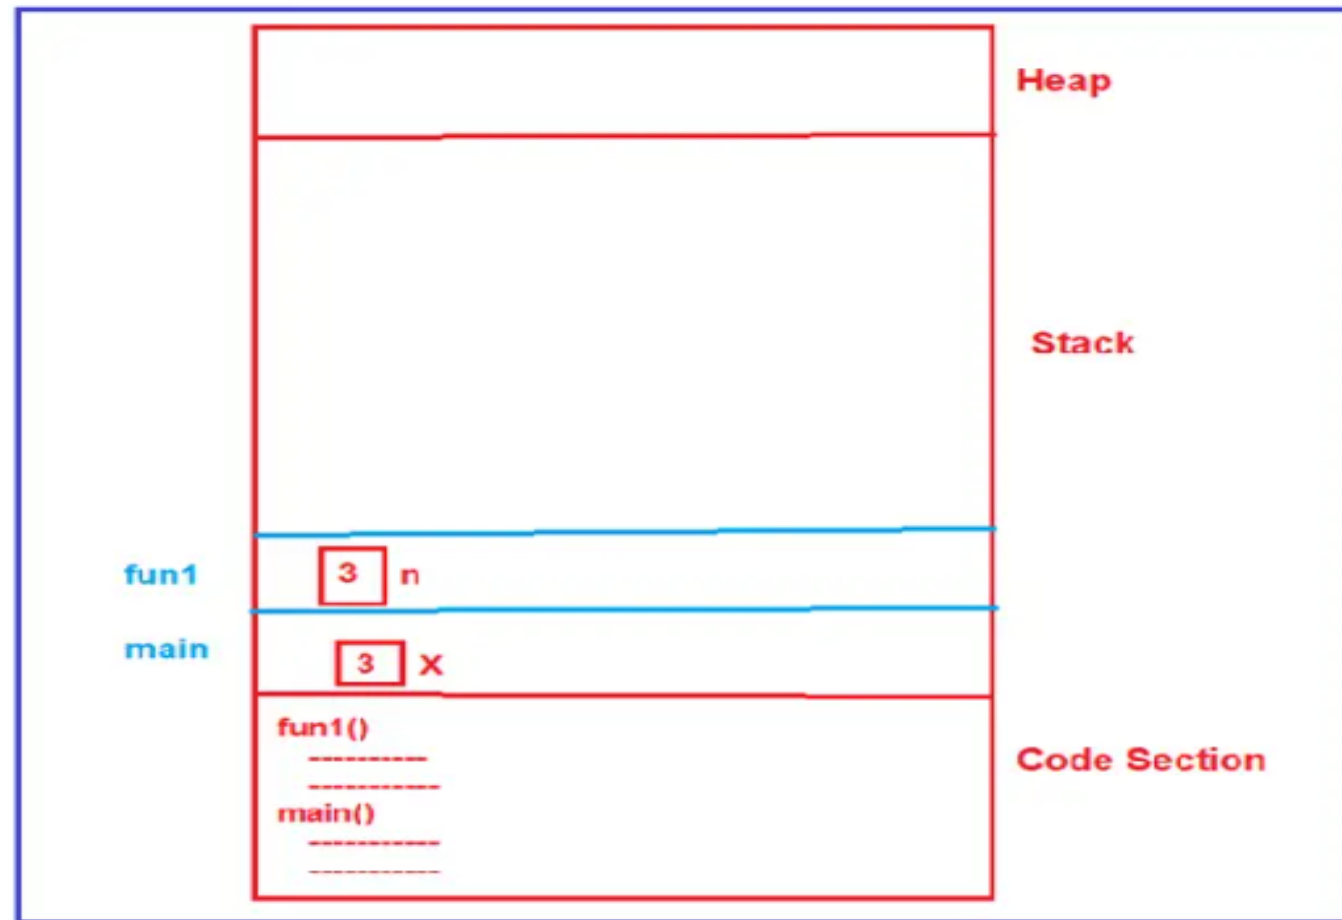 Heap
Stack
fun1 3 n
main 3 X
fun1()
-----------
------------
Code Section
main()
------------
------------